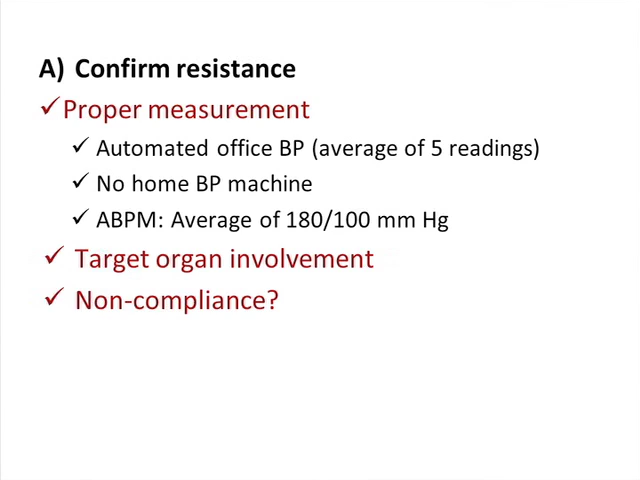 A) Confirm resistance
✓Proper measurement
✓ Automated office BP (average of 5 readings)
✓ No home BP machine
✓ ABPM: Average of 180/100 mm Hg
✓ Target organ involvement
✓ Non-compliance?